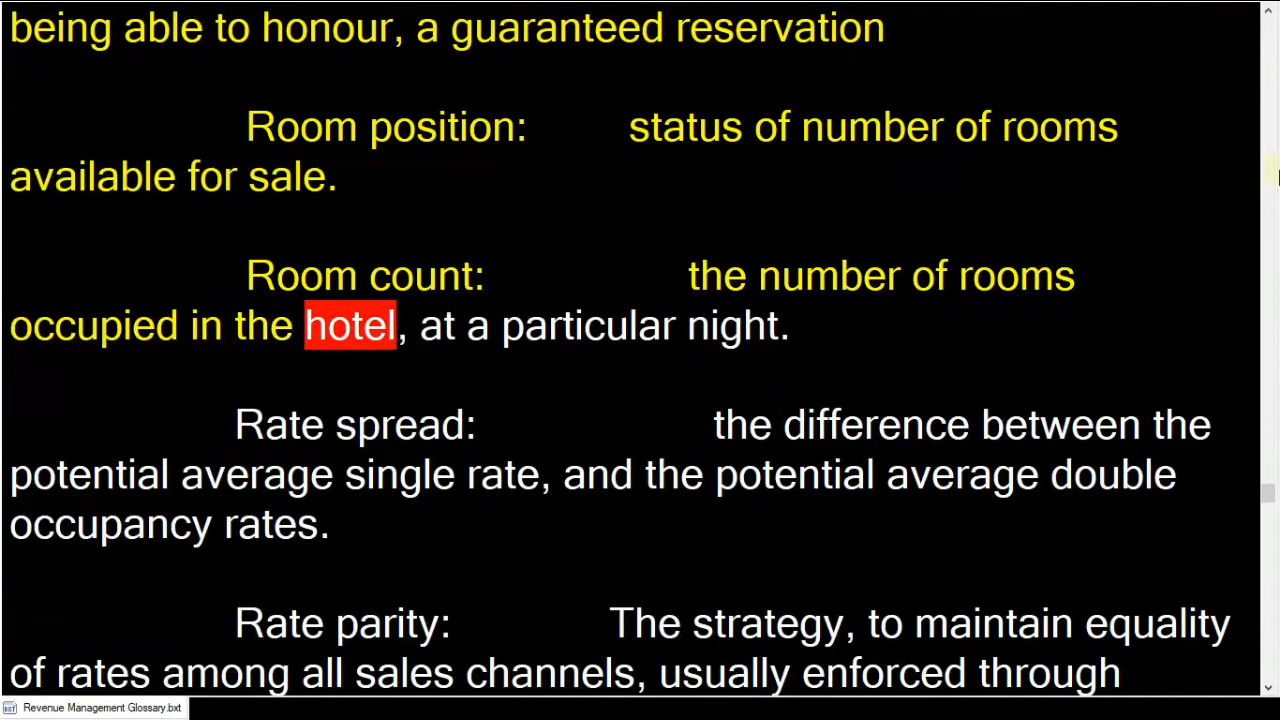 being able to honour, a guaranteed reservation
Room position: status of number of rooms
available for sale.
Room count: the number of rooms
occupied in the hotel, at a particular night.
Rate spread: the difference between the
potential average single rate, and the potential average double
occupancy rates.
Rate parity: The strategy, to maintain equality
of rates among all sales channels, usually enforced through
Revenue Management Glossary.bxt